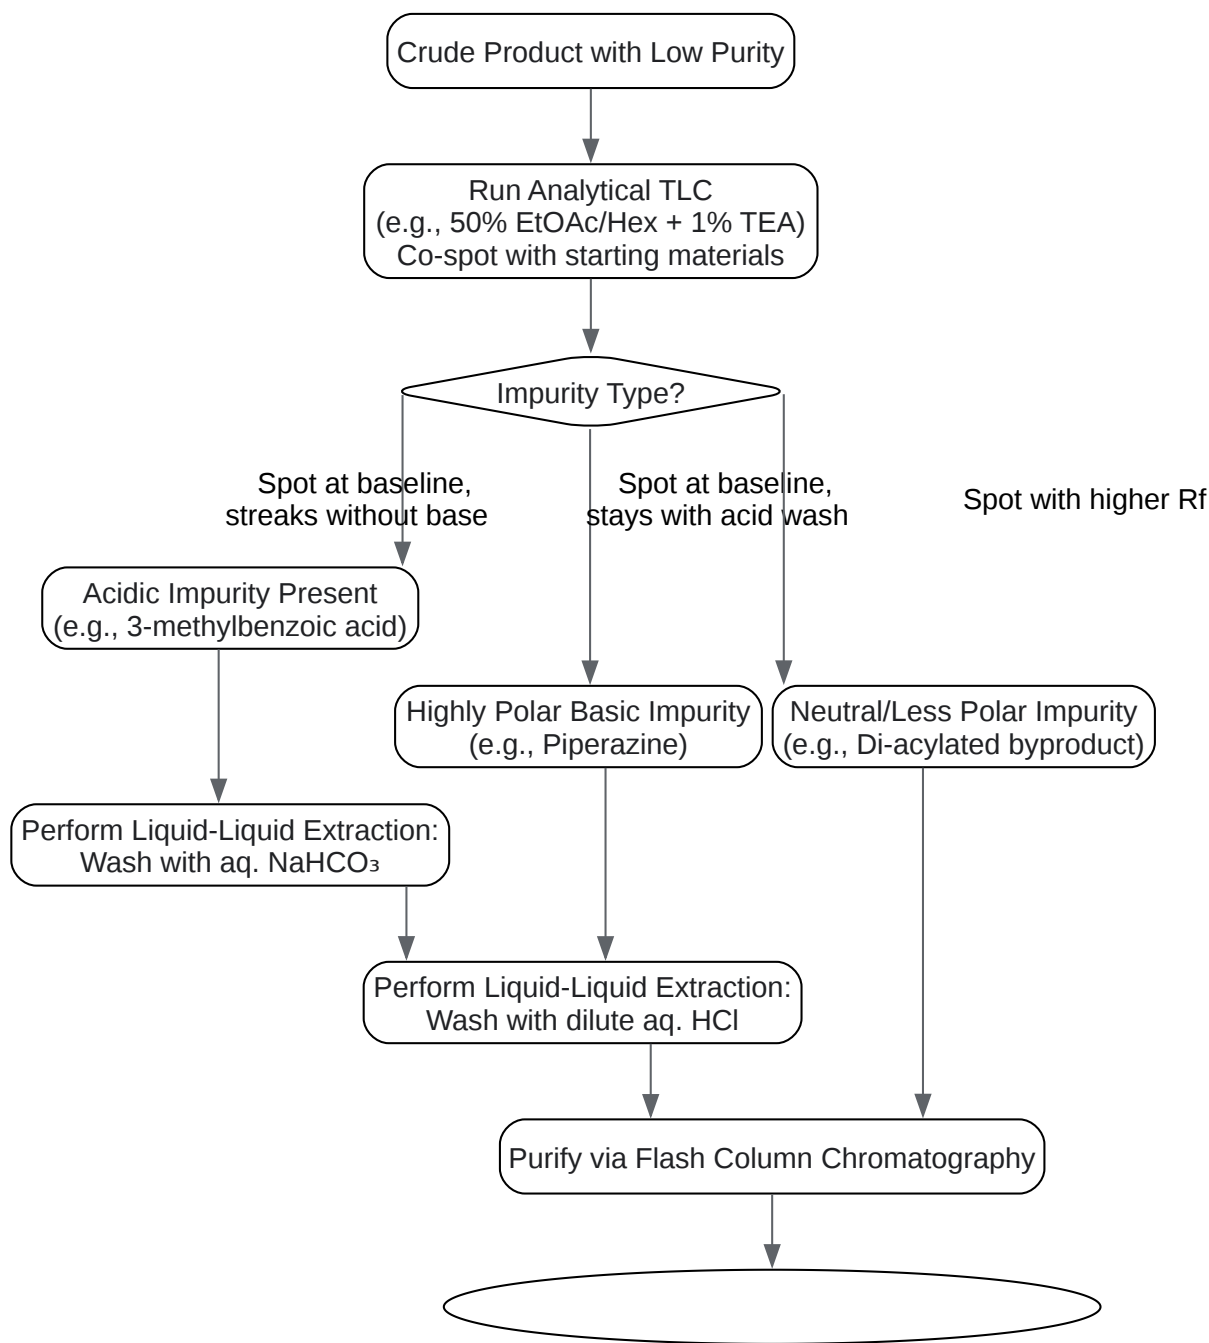 Crude Product with Low Purity
Run Analytical TLC
(e.g., 50% EtOAc/Hex + 1% TEA)
Co-spot with starting materials
Impurity Type?
Spot at baseline,
streaks without base
Spot at baseline,
stays with acid wash
Spot with higher Rf
Acidic Impurity Present
(e.g., 3-methylbenzoic acid)
Highly Polar Basic Impurity
(e.g., Piperazine)
Neutral/Less Polar Impurity
(e.g., Di-acylated byproduct)
Perform Liquid-Liquid Extraction:
Wash with aq. NaHCO₃
Perform Liquid-Liquid Extraction:
Wash with dilute aq. HCl
Purify via Flash Column Chromatography